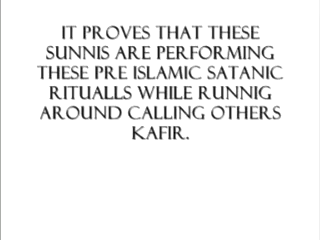 IT PROVES THAT THESE
SUNNIS ARE PERFORMING
THESE PRE ISLAMIC SATANIC
RITUALLS WHILE RUNNIG
AROUND CALLING OTHERS
KAFIR.